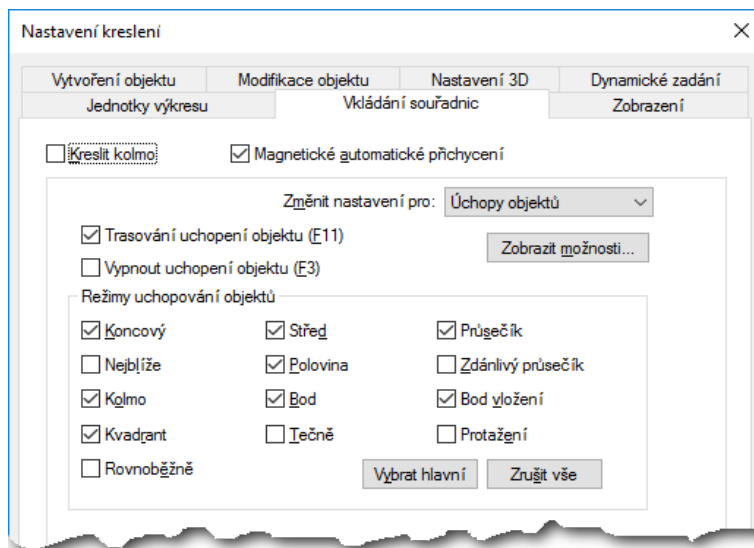 Nastavení kreslení
Vytvoření objektu Modifikace objektu Nastavení 3D Dynamické zadání
Jednotky výkresu Vkládání souřadnic Zobrazení
Kreslit kolmo Magnetické automatické přichycení
Změnit nastavení pro: Úchopy objektů
Trasování uchopení objektu (F11)
Zobrazit možnosti...
Vypnout uchopení objektu (F3)
Režimy uchopování objektů
Koncový Střed Průsečík
Nejblíže Polovina Zdánlivý průsečík
Kolmo Bod Bod vložení
Kvadrant Tečně Protažení
Rovnoběžně Vybrat hlavní Zrušit vše